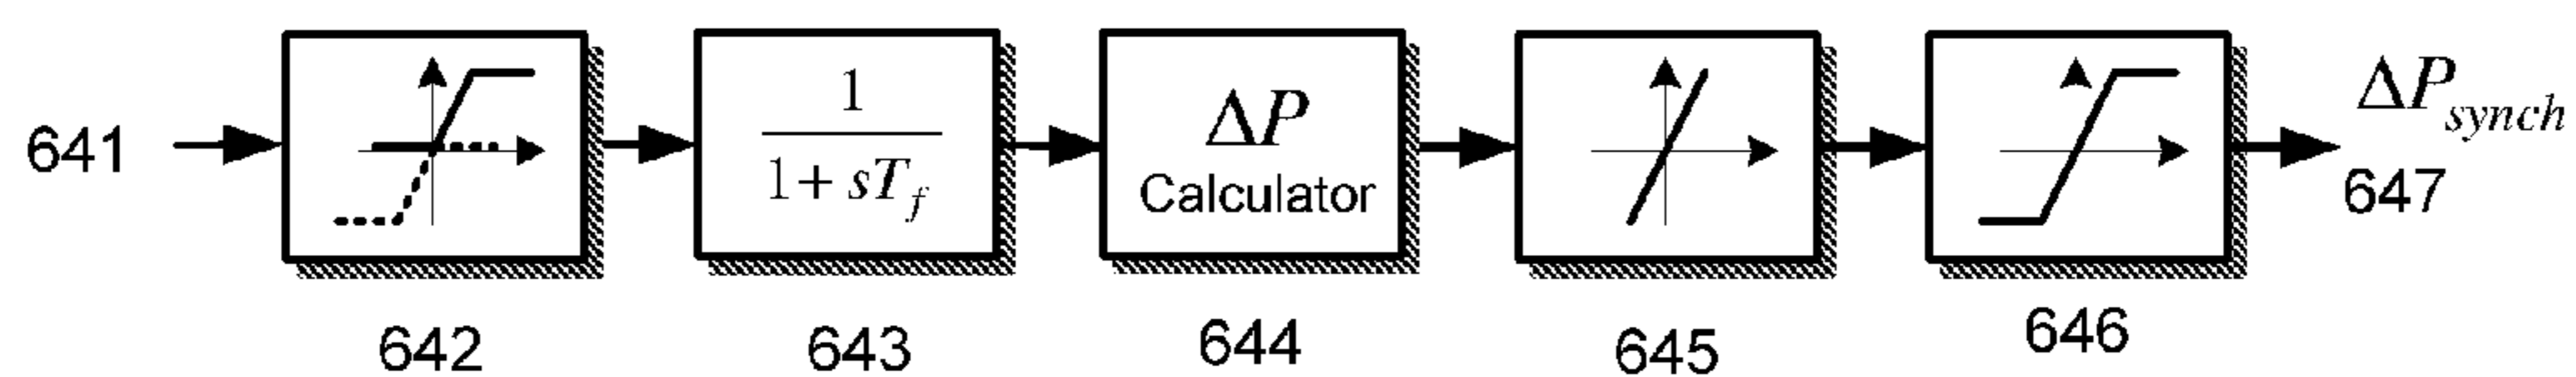 641
1
1 + sT_f
ΔP
Calculator
ΔP_synch
647
642
643
644
645
646